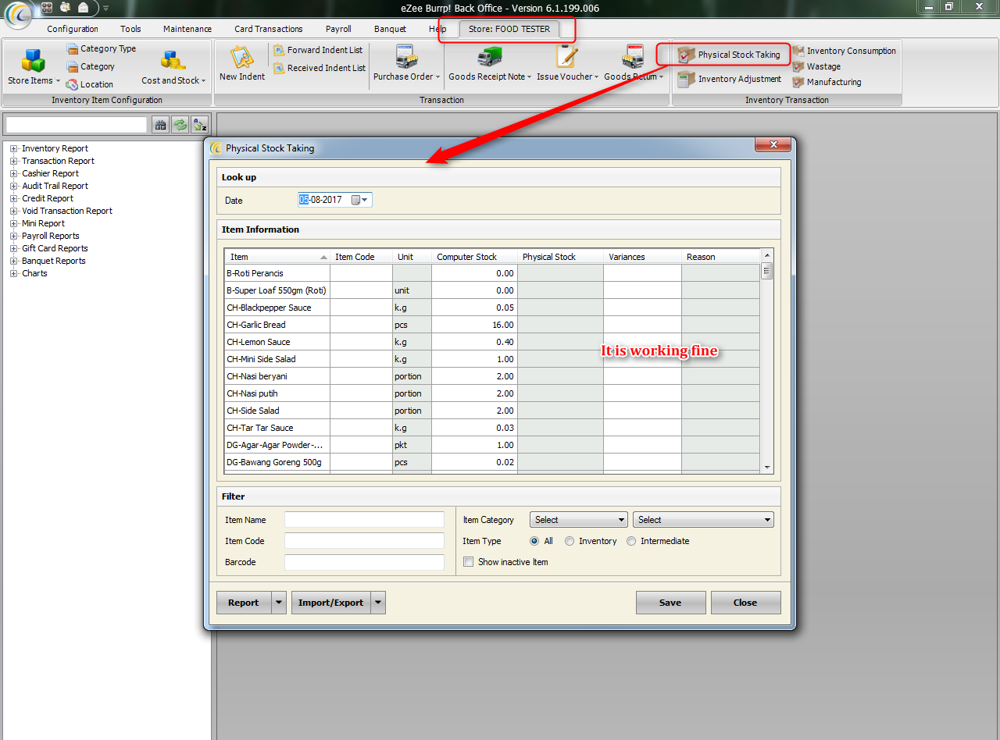 eZee Burrp! Back Office - Version 6.1.199.006
Configuration Tools Maintenance Card Transactions Payroll Banquet Help Store: FOOD TESTER
Store Items
Category Type
Category
Location
Cost and Stock
Inventory Item Configuration
New Indent
Forward Indent List
Received Indent List
Purchase Order
Goods Receipt Note
Issue Voucher
Goods Return
Transaction
Physical Stock Taking
Inventory Adjustment
Inventory Consumption
Wastage
Manufacturing
Inventory Transaction
Inventory Report
Transaction Report
Cashier Report
Audit Trail Report
Credit Report
Void Transaction Report
Mini Report
Payroll Reports
Gift Card Reports
Banquet Reports
Charts
Physical Stock Taking
Look up
Date 05-08-2017
Item Information
Item Item Code Unit Computer Stock Physical Stock Variances Reason
B-Roti Perancis 0.00
B-Super Loaf 550gm (Roti) unit 0.00
CH-Blackpepper Sauce k.g 0.05
CH-Garlic Bread pcs 16.00
CH-Lemon Sauce k.g 0.40
CH-Mini Side Salad k.g 1.00
CH-Nasi beryani portion 2.00
CH-Nasi putih portion 2.00
CH-Side Salad portion 2.00
CH-Tar Tar Sauce k.g 0.03
DG-Agar-Agar Powder-... pkt 1.00
DG-Bawang Goreng 500g pcs 0.02
It is working fine
Filter
Item Name
Item Code
Barcode
Item Category Select Select
Item Type All Inventory Intermediate
Show inactive Item
Report Import/Export Save Close